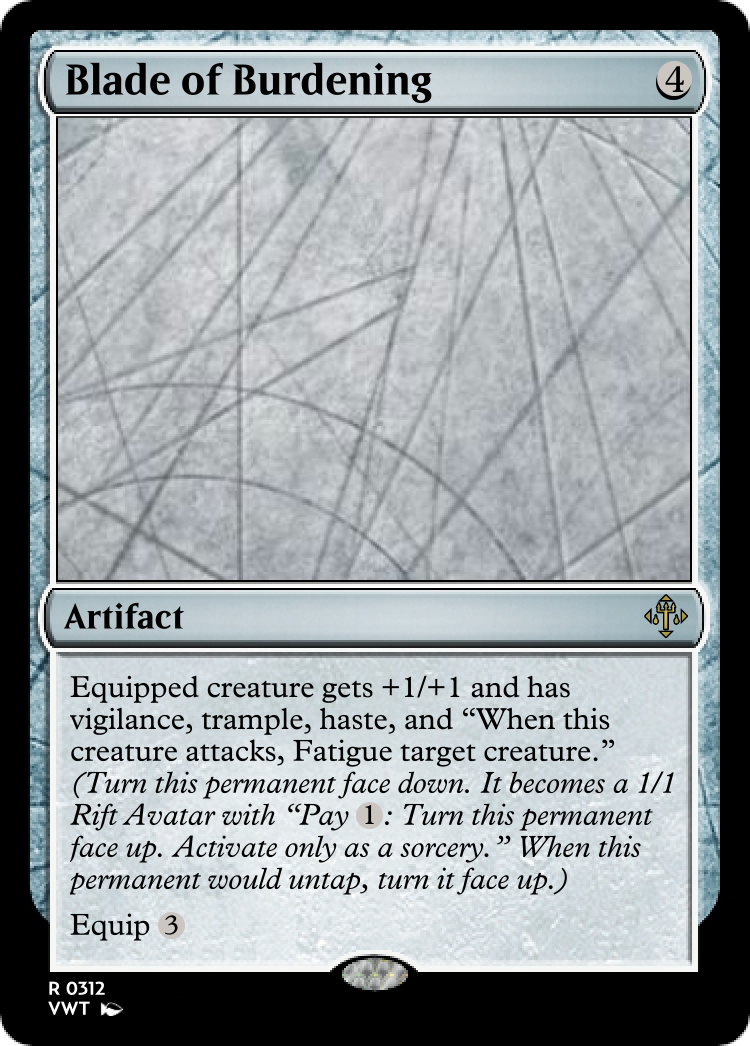 Blade of Burdening 4
Artifact
Equipped creature gets +1/+1 and has
vigilance, trample, haste, and “When this
creature attacks, Fatigue target creature.”
(Turn this permanent face down. It becomes a 1/1
Rift Avatar with “Pay 1: Turn this permanent
face up. Activate only as a sorcery.” When this
permanent would untap, turn it face up.)
Equip 3
R 0312
VWT